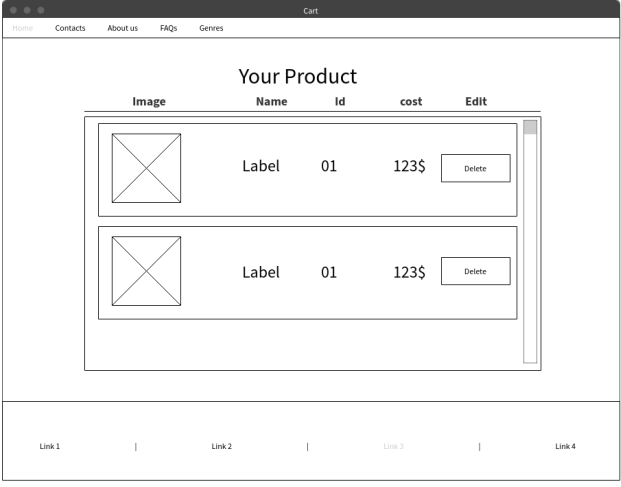 Cart
Home Contacts About us FAQs Genres
Your Product
Image Name Id cost Edit
Label 01 123$ Delete
Label 01 123$ Delete
Link 1 | Link 2 | Link 3 | Link 4